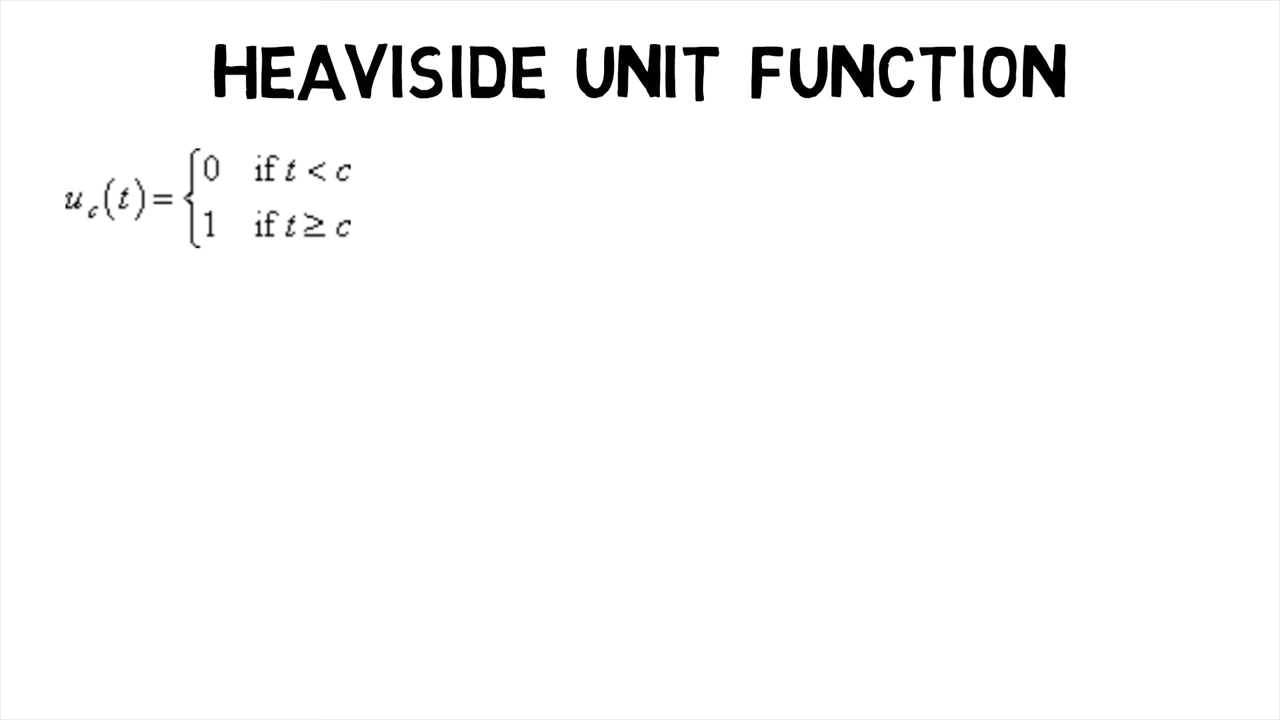 HEAVISIDE UNIT FUNCTION
0 if t < c
u_c(t)=
1 if t ≥ c